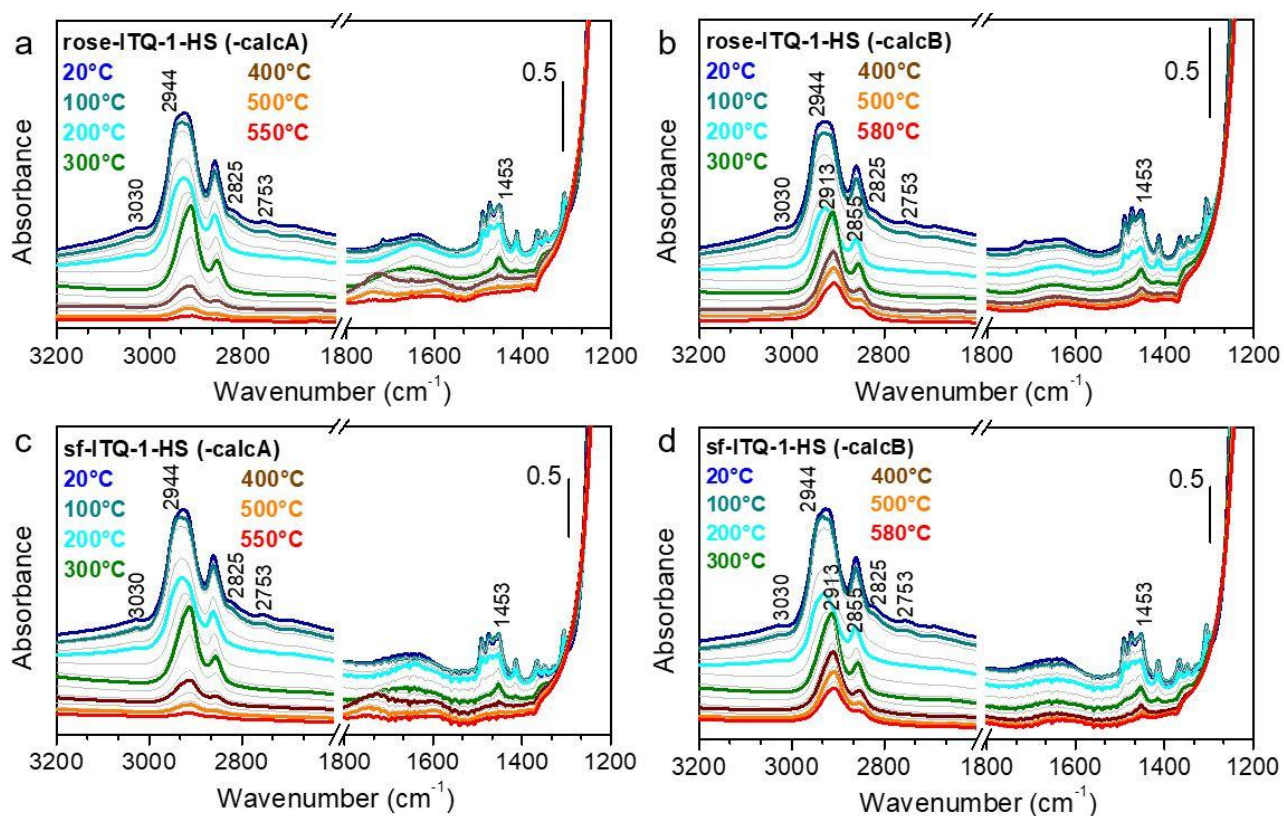 a
rose-ITQ-1-HS (-calcA)
20°C
400°C
100°C
500°C
200°C
550°C
300°C
2944
3030
2825
2753
1453
0.5
Absorbance
3200
3000
2800
1800
1600
1400
1200
Wavenumber (cm-1)
b
rose-ITQ-1-HS (-calcB)
20°C
400°C
100°C
500°C
200°C
580°C
300°C
2944
3030
2913
2855
2825
2753
1453
0.5
Absorbance
3200
3000
2800
1800
1600
1400
1200
Wavenumber (cm-1)
c
sf-ITQ-1-HS (-calcA)
20°C
400°C
100°C
500°C
200°C
550°C
300°C
2944
3030
2825
2753
1453
0.5
Absorbance
3200
3000
2800
1800
1600
1400
1200
Wavenumber (cm-1)
d
sf-ITQ-1-HS (-calcB)
20°C
400°C
100°C
500°C
200°C
580°C
300°C
2944
3030
2913
2855
2825
2753
1453
0.5
Absorbance
3200
3000
2800
1800
1600
1400
1200
Wavenumber (cm-1)